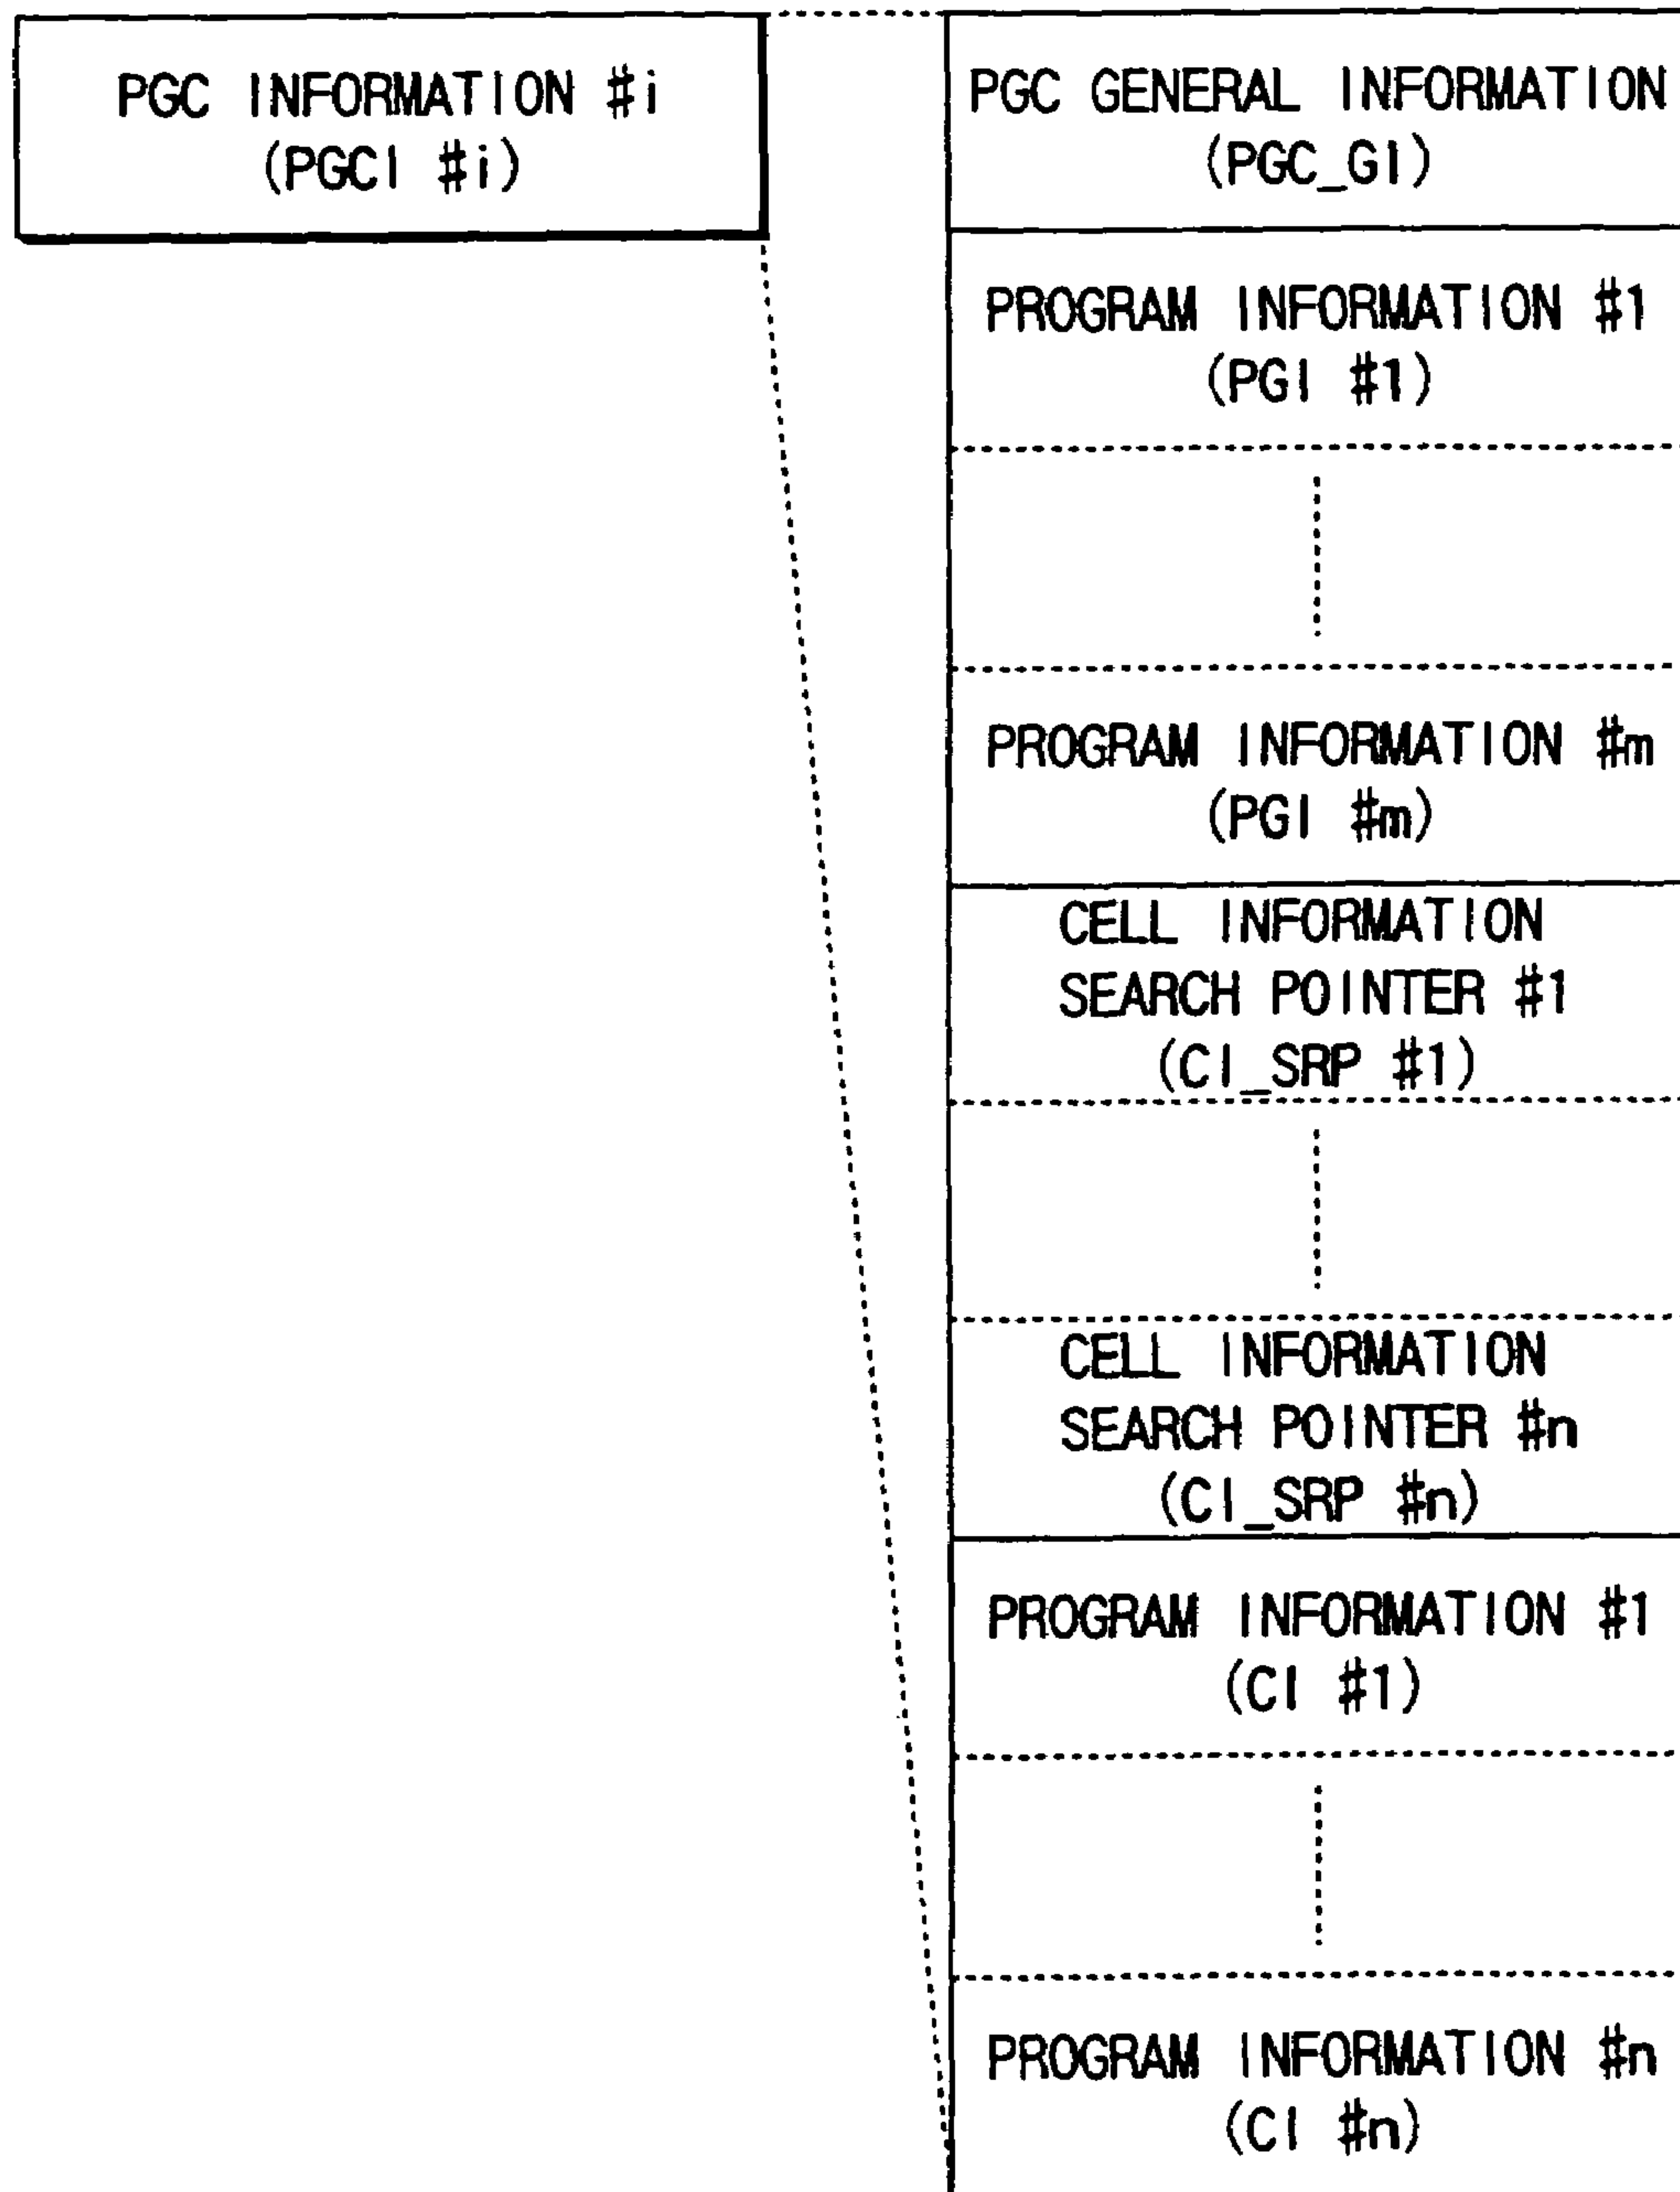 PGC INFORMATION #i
(PGCI #i)
PGC GENERAL INFORMATION
(PGC_GI)
PROGRAM INFORMATION #1
(PGI #1)
PROGRAM INFORMATION #m
(PGI #m)
CELL INFORMATION
SEARCH POINTER #1
(CI_SRP #1)
CELL INFORMATION
SEARCH POINTER #n
(CI_SRP #n)
PROGRAM INFORMATION #1
(CI #1)
PROGRAM INFORMATION #n
(CI #n)